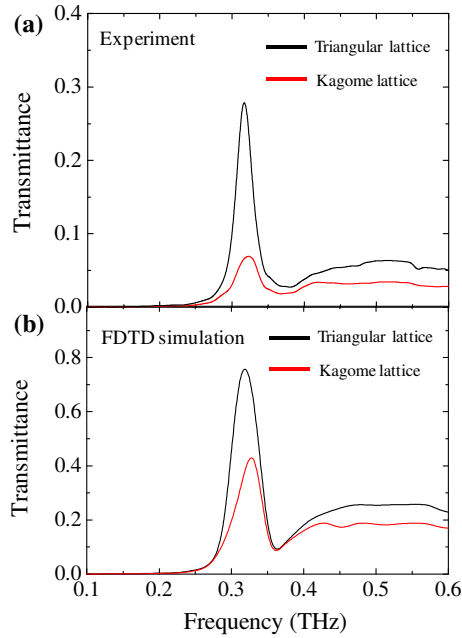 (a)
Experiment
Triangular lattice
Kagome lattice
Transmittance
0.4
0.3
0.2
0.1
0.0
(b)
FDTD simulation
Triangular lattice
Kagome lattice
Transmittance
0.8
0.6
0.4
0.2
0.0
0.1 0.2 0.3 0.4 0.5 0.6
Frequency (THz)